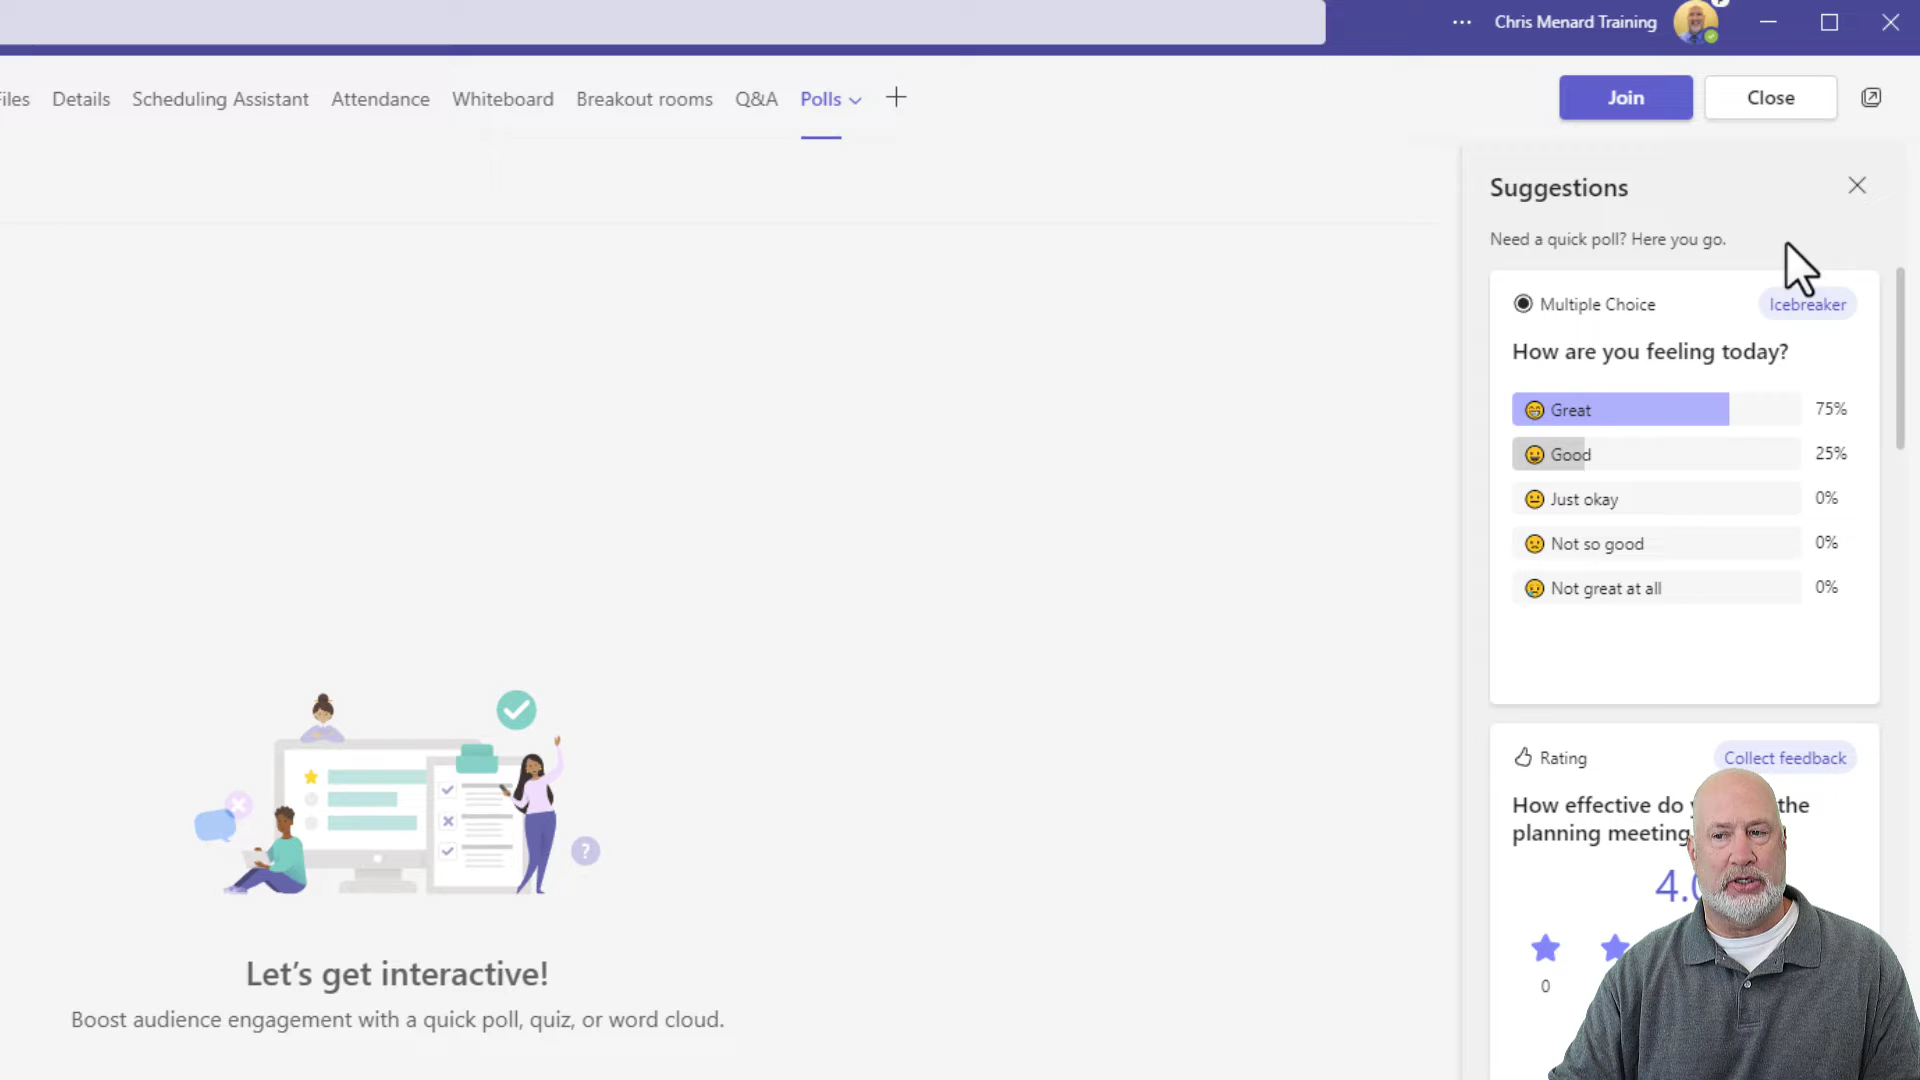 Chris Menard Training
iles Details Scheduling Assistant Attendance Whiteboard Breakout rooms Q&A Polls
Join Close
Suggestions
Need a quick poll? Here you go.
Multiple Choice Icebreaker
How are you feeling today?
Great 75%
Good 25%
Just okay 0%
Not so good 0%
Not great at all 0%
Rating Collect feedback
How effective do the
planning meeting
4.0
0
?
Let's get interactive!
Boost audience engagement with a quick poll, quiz, or word cloud.